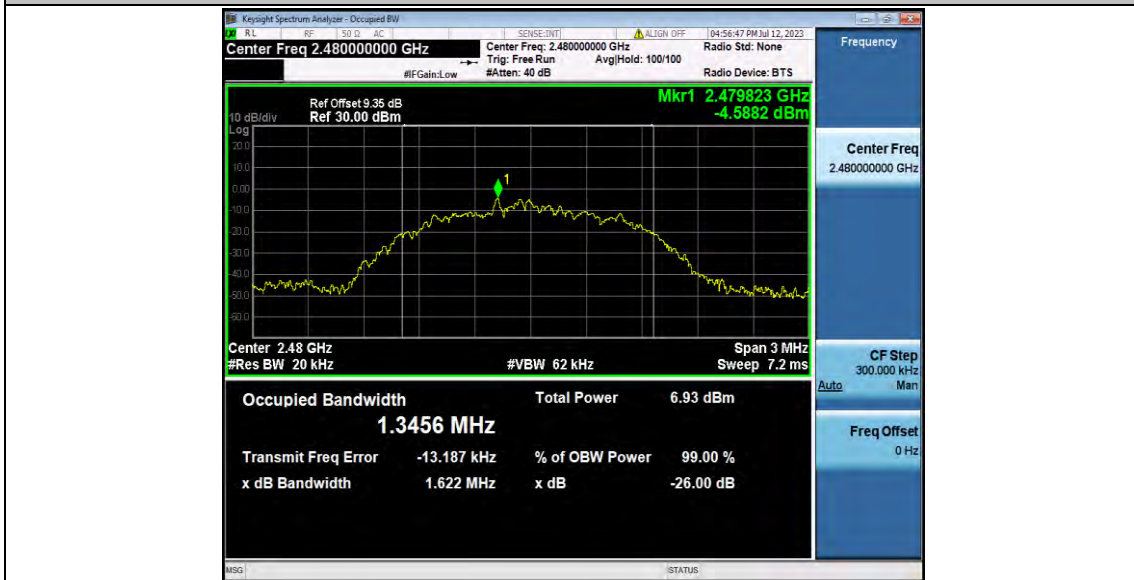 Keysight Spectrum Analyzer - Occupied BW
RL RF 50 Ω AC SENSE:INT ALIGN OFF 04:56:47 PM Jul 12, 2023
Center Freq 2.480000000 GHz
Center Freq: 2.480000000 GHz
Radio Std: None
Trig: Free Run Avg|Hold: 100/100
#IFGain:Low #Atten: 40 dB Radio Device: BTS
Frequency
Mkr1 2.479823 GHz
-4.5882 dBm
Ref Offset 9.35 dB
10 dB/div Ref 30.00 dBm
Log
20.0
10.0
0.00
-10.0
-20.0
-30.0
-40.0
-50.0
-60.0
1
Center 2.48 GHz Span 3 MHz
#Res BW 20 kHz #VBW 62 kHz Sweep 7.2 ms
Occupied Bandwidth Total Power 6.93 dBm
1.3456 MHz
Transmit Freq Error -13.187 kHz % of OBW Power 99.00 %
x dB Bandwidth 1.622 MHz x dB -26.00 dB
Center Freq
2.480000000 GHz
CF Step
300.000 kHz
Auto Man
Freq Offset
0 Hz
MSG STATUS